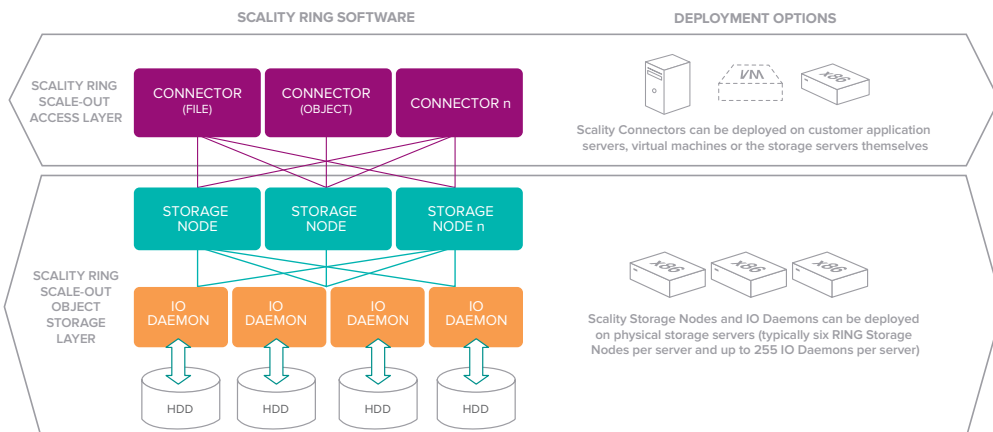 SCALITY RING SOFTWARE
DEPLOYMENT OPTIONS
SCALITY RING
SCALE-OUT
ACCESS LAYER
CONNECTOR
(FILE)
CONNECTOR
(OBJECT)
CONNECTOR n
VM
x86
Scality Connectors can be deployed on customer application
servers, virtual machines or the storage servers themselves
STORAGE
NODE
STORAGE
NODE
STORAGE
NODE n
SCALITY RING
SCALE-OUT
OBJECT
STORAGE
LAYER
IO
DAEMON
IO
DAEMON
IO
DAEMON
IO
DAEMON
HDD
HDD
HDD
HDD
x86
x86
x86
Scality Storage Nodes and IO Daemons can be deployed
on physical storage servers (typically six RING Storage
Nodes per server and up to 255 IO Daemons per server)